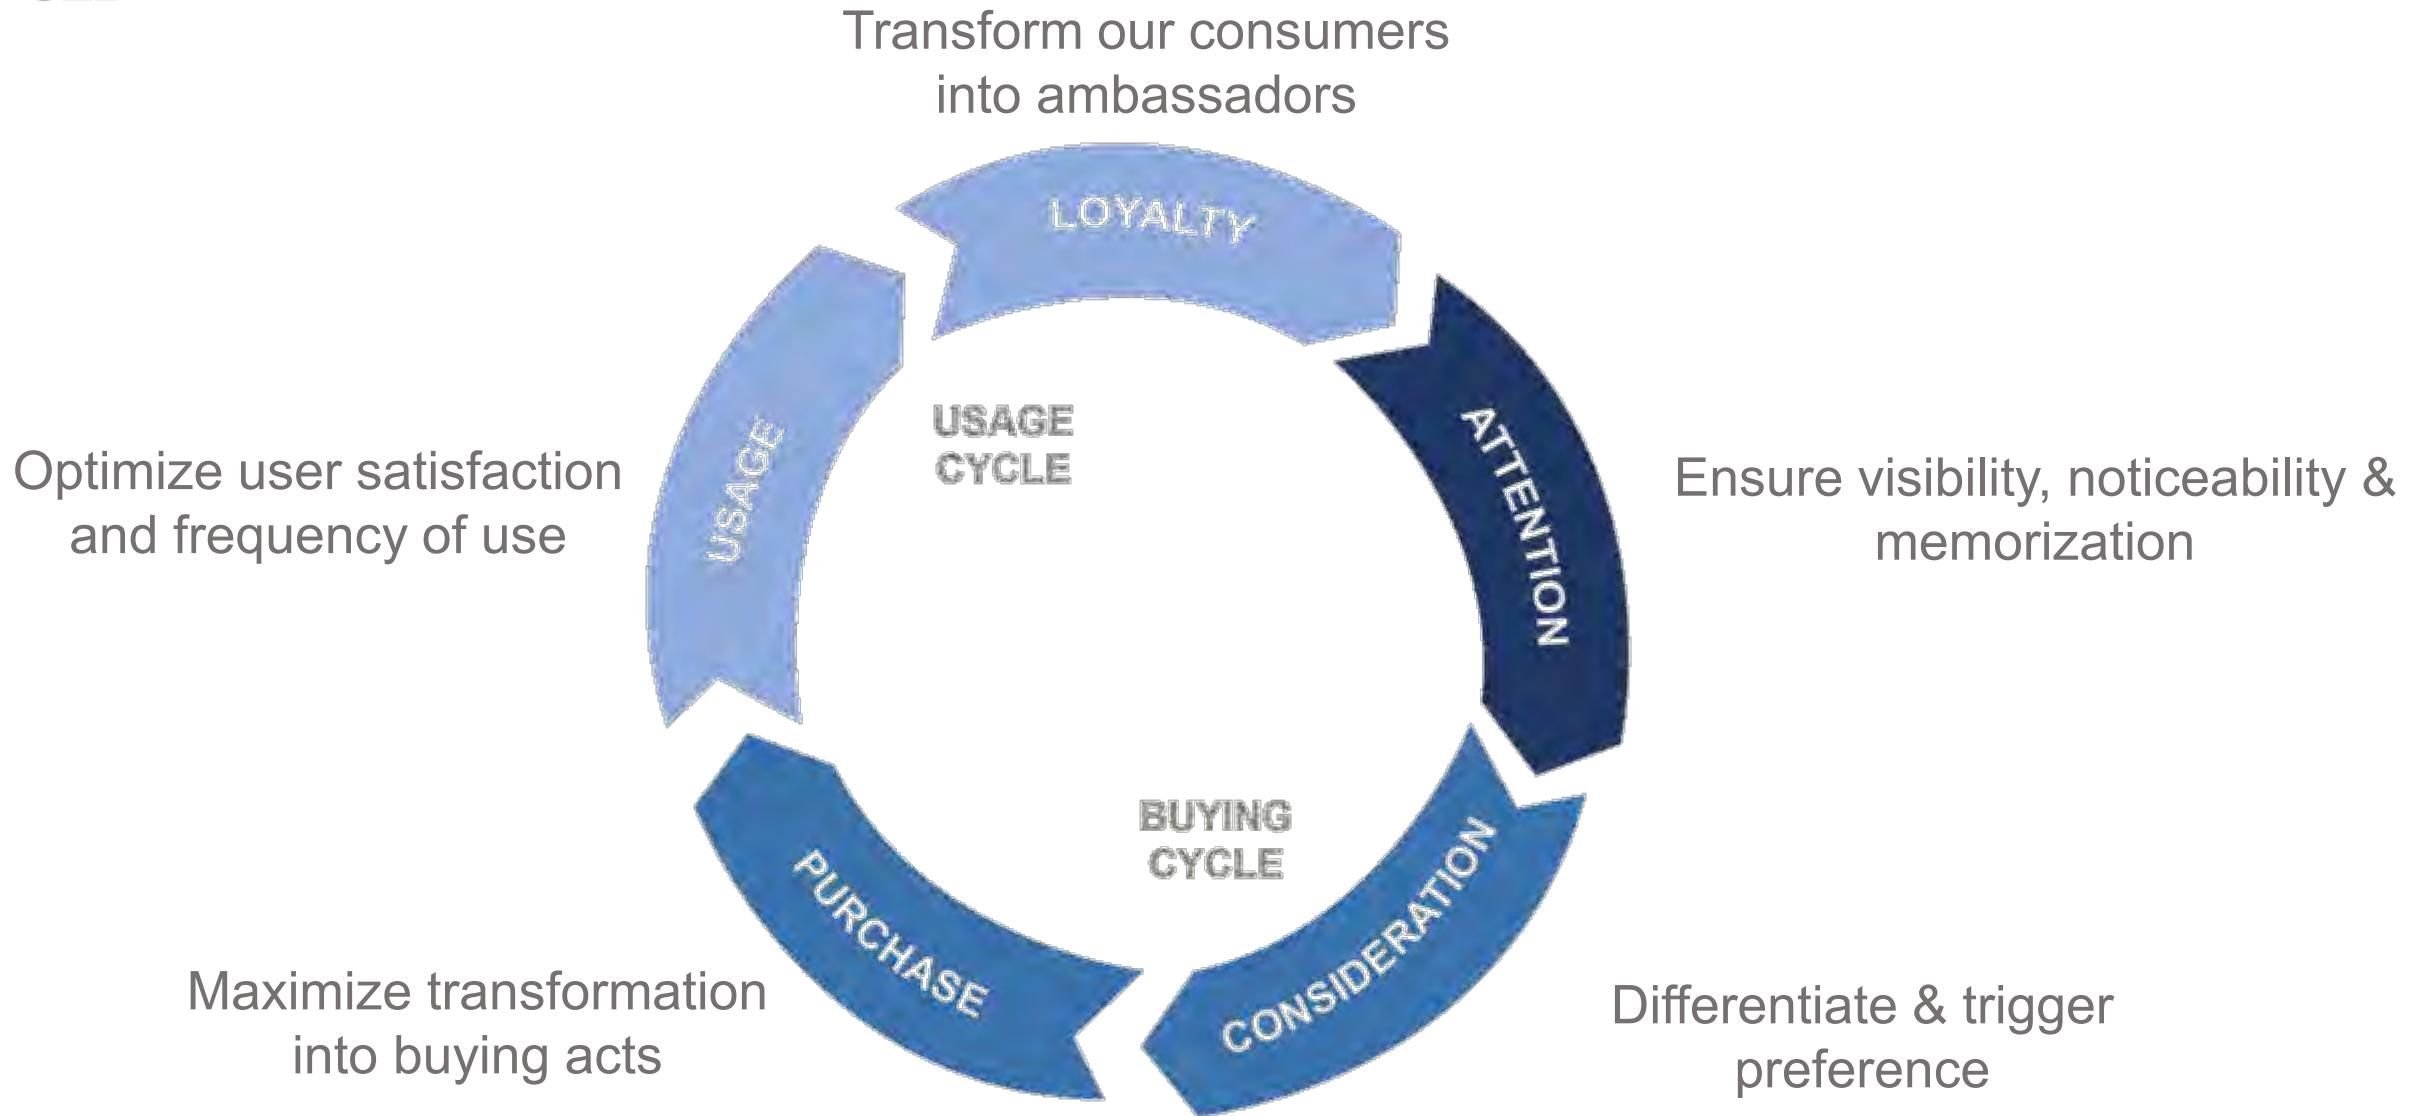 Transform our consumers
into ambassadors
LOYALTY
ATTENTION
USAGE
CYCLE
USAGE
Optimize user satisfaction
and frequency of use
Ensure visibility, noticeability &
memorization
BUYING
CYCLE
CONSIDERATION
PURCHASE
Maximize transformation
into buying acts
Differentiate & trigger
preference